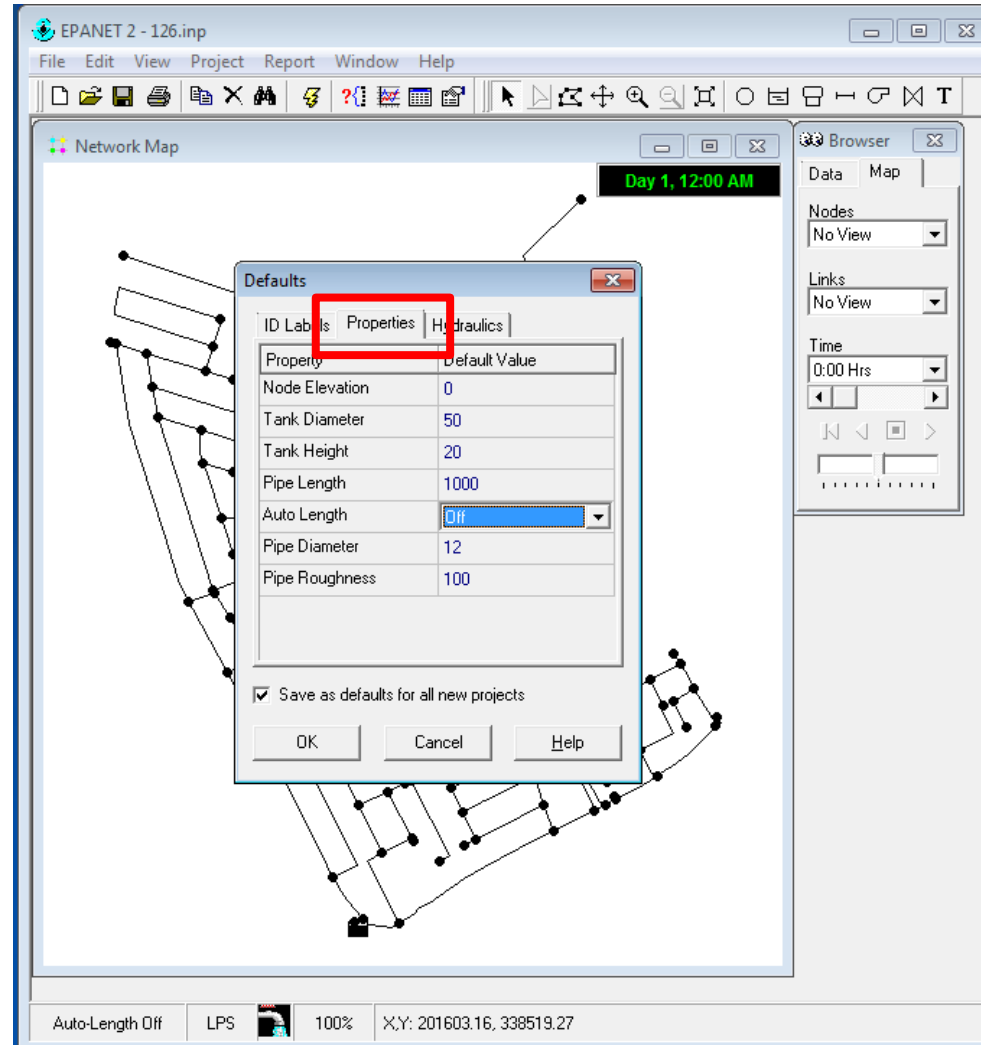 EPANET 2 - 126.inp
File Edit View Project Report Window Help
T
Network Map
Day 1, 12:00 AM
Browser
Data Map
Nodes
No View
Links
No View
Time
0:00 Hrs
Defaults
ID Labels Properties Hydraulics
Property Default Value
Node Elevation 0
Tank Diameter 50
Tank Height 20
Pipe Length 1000
Auto Length Off
Pipe Diameter 12
Pipe Roughness 100
Save as defaults for all new projects
OK Cancel Help
Auto-Length Off LPS 100% X,Y: 201603.16, 338519.27